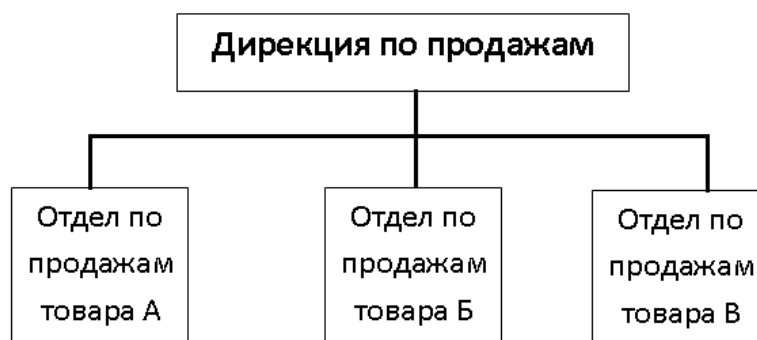 Дирекция по продажам
Отдел по
продажам
товара А
Отдел по
продажам
товара Б
Отдел по
продажам
товара В